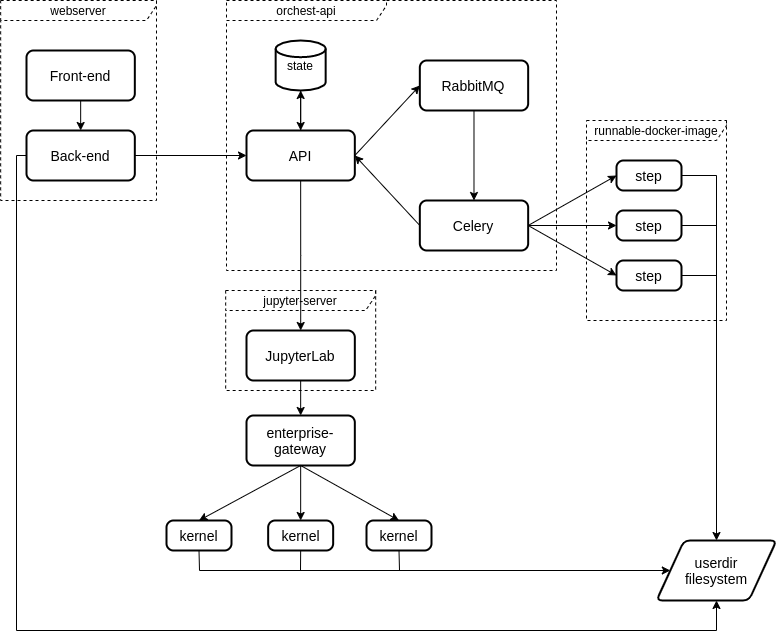 webserver
orchest-api
Front-end
state
RabbitMQ
Back-end
API
runnable-docker-image
step
Celery
step
step
jupyter-server
JupyterLab
enterprise-
gateway
kernel
kernel
kernel
userdir
filesystem